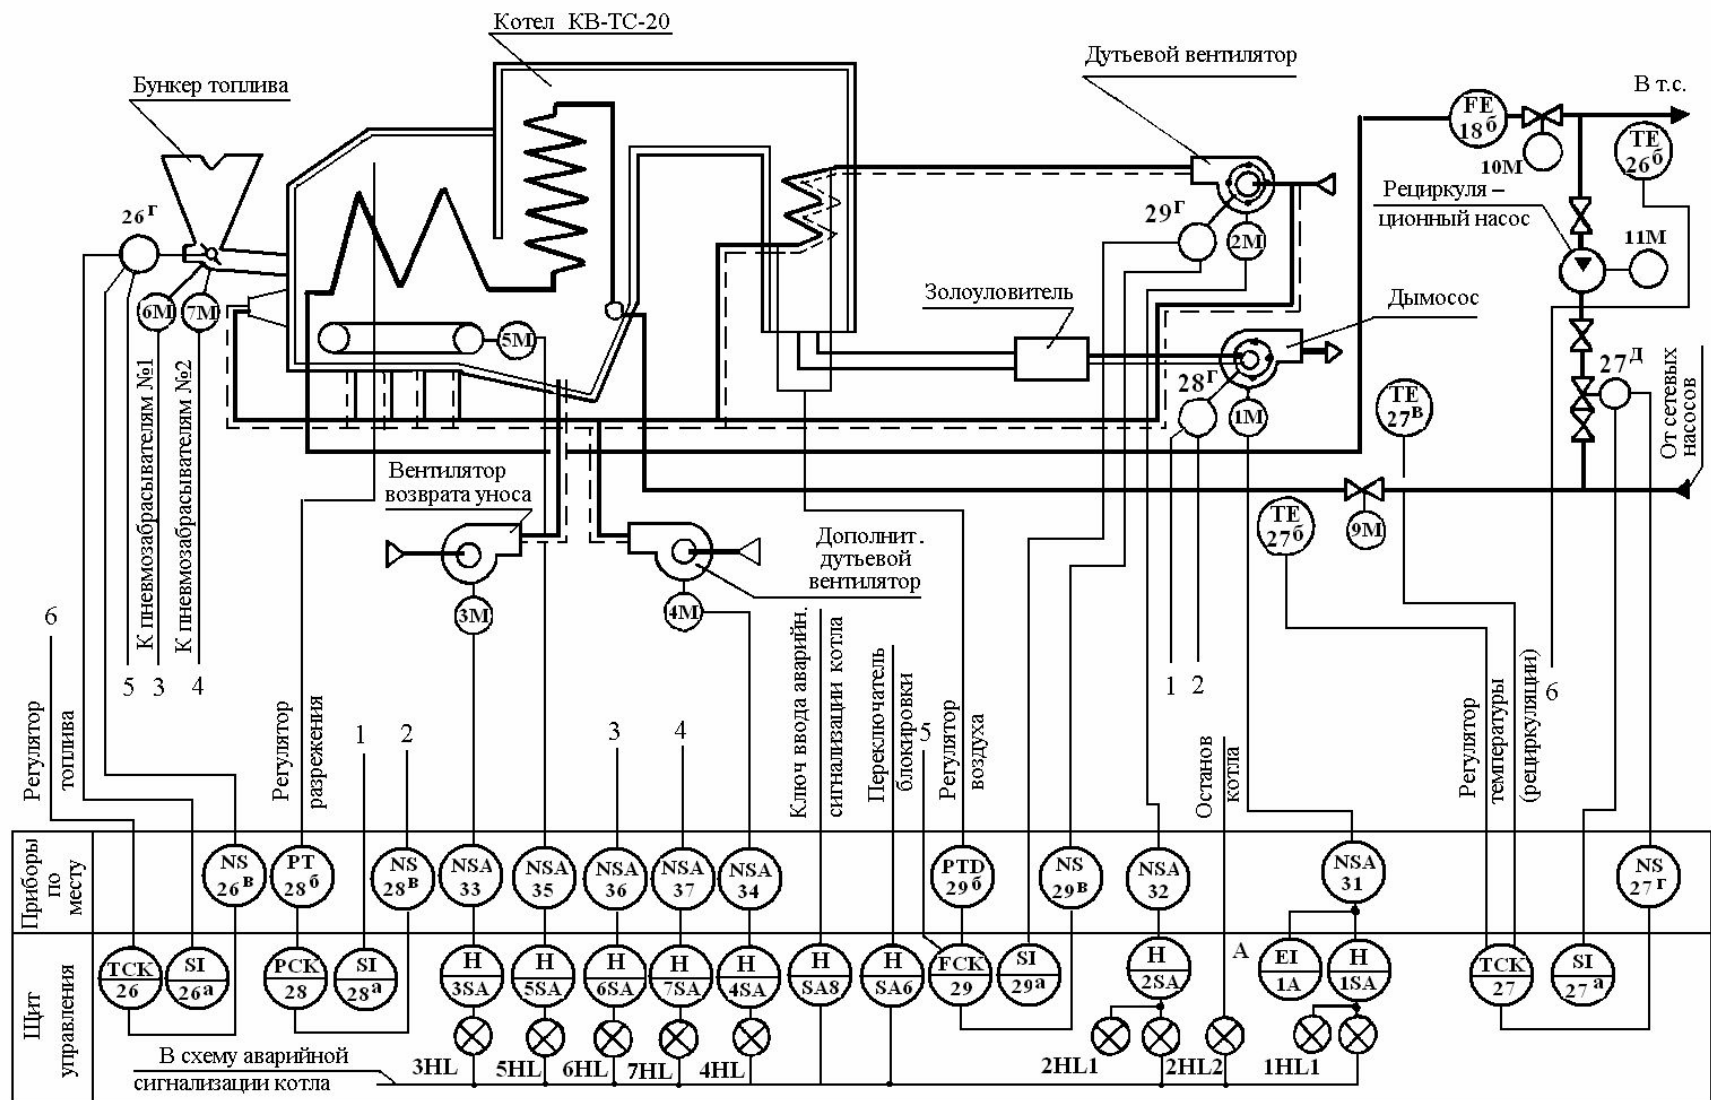 Котел КВ-ТС-20
Дутьевой вентилятор
Бункер топлива
В т.с.
FE
18б
10М
TE
26б
Рециркуля –
ционный насос
11М
26г
29г
2М
6М
7М
5М
Золоуловитель
Дымосос
27д
28г
1М
TE
27в
От сетевых
насосов
К пневмозабрасывателям №1
К пневмозабрасывателям №2
Вентилятор
возврата уноса
Дополнит.
дутьевой
вентилятор
TE
27б
9М
3М
4М
6
5
3
4
1
2
6
Регулятор
топлива
Регулятор
разрежения
1
2
3
4
Ключ ввода аварийн.
сигнализации котла
Переключатель
блокировки
5
Регулятор
воздуха
Останов
котла
Регулятор
температуры
(рециркуляции)
Приборы
по
месту
NS
26в
PT
28б
NS
28в
NSA
33
NSA
35
NSA
36
NSA
37
NSA
34
PTD
29б
NS
29в
NSA
32
NSA
31
NS
27г
Щит
управления
TCK
26
SI
26а
PCK
28
SI
28а
H
3SA
H
5SA
H
6SA
H
7SA
H
4SA
H
SA8
H
SA6
FCK
29
SI
29а
H
2SA
А
EI
1A
H
1SA
TCK
27
SI
27а
В схему аварийной
сигнализации котла
3HL
5HL
6HL
7HL
4HL
2HL1
2HL2
1HL1